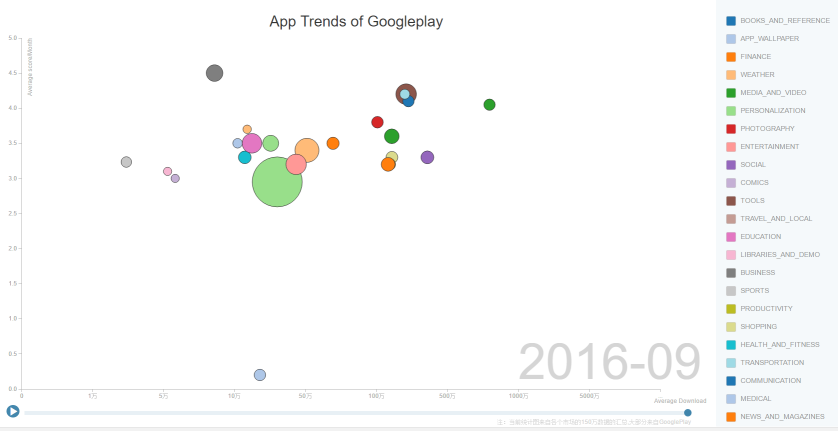 App Trends of Googleplay
Average score/Month
5.0
4.5
4.0
3.5
3.0
2.5
2.0
1.5
1.0
0.5
0.0
0
1万
5万
10万
50万
100万
500万
1000万
5000万
Average Download
2016-09
BOOKS_AND_REFERENCE
APP_WALLPAPER
FINANCE
WEATHER
MEDIA_AND_VIDEO
PERSONALIZATION
PHOTOGRAPHY
ENTERTAINMENT
SOCIAL
COMICS
TOOLS
TRAVEL_AND_LOCAL
EDUCATION
LIBRARIES_AND_DEMO
BUSINESS
SPORTS
PRODUCTIVITY
SHOPPING
HEALTH_AND_FITNESS
TRANSPORTATION
COMMUNICATION
MEDICAL
NEWS_AND_MAGAZINES